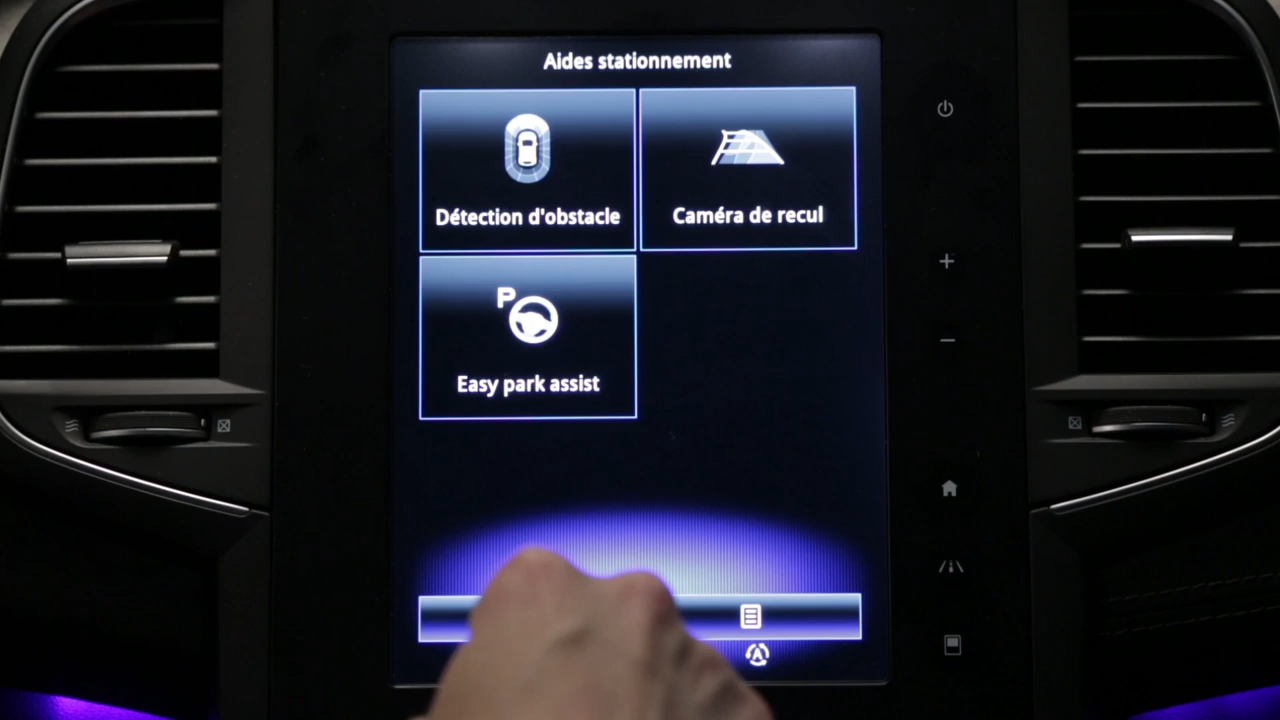 Aides stationnement
Détection d'obstacle
Caméra de recul
P
Easy park assist
A